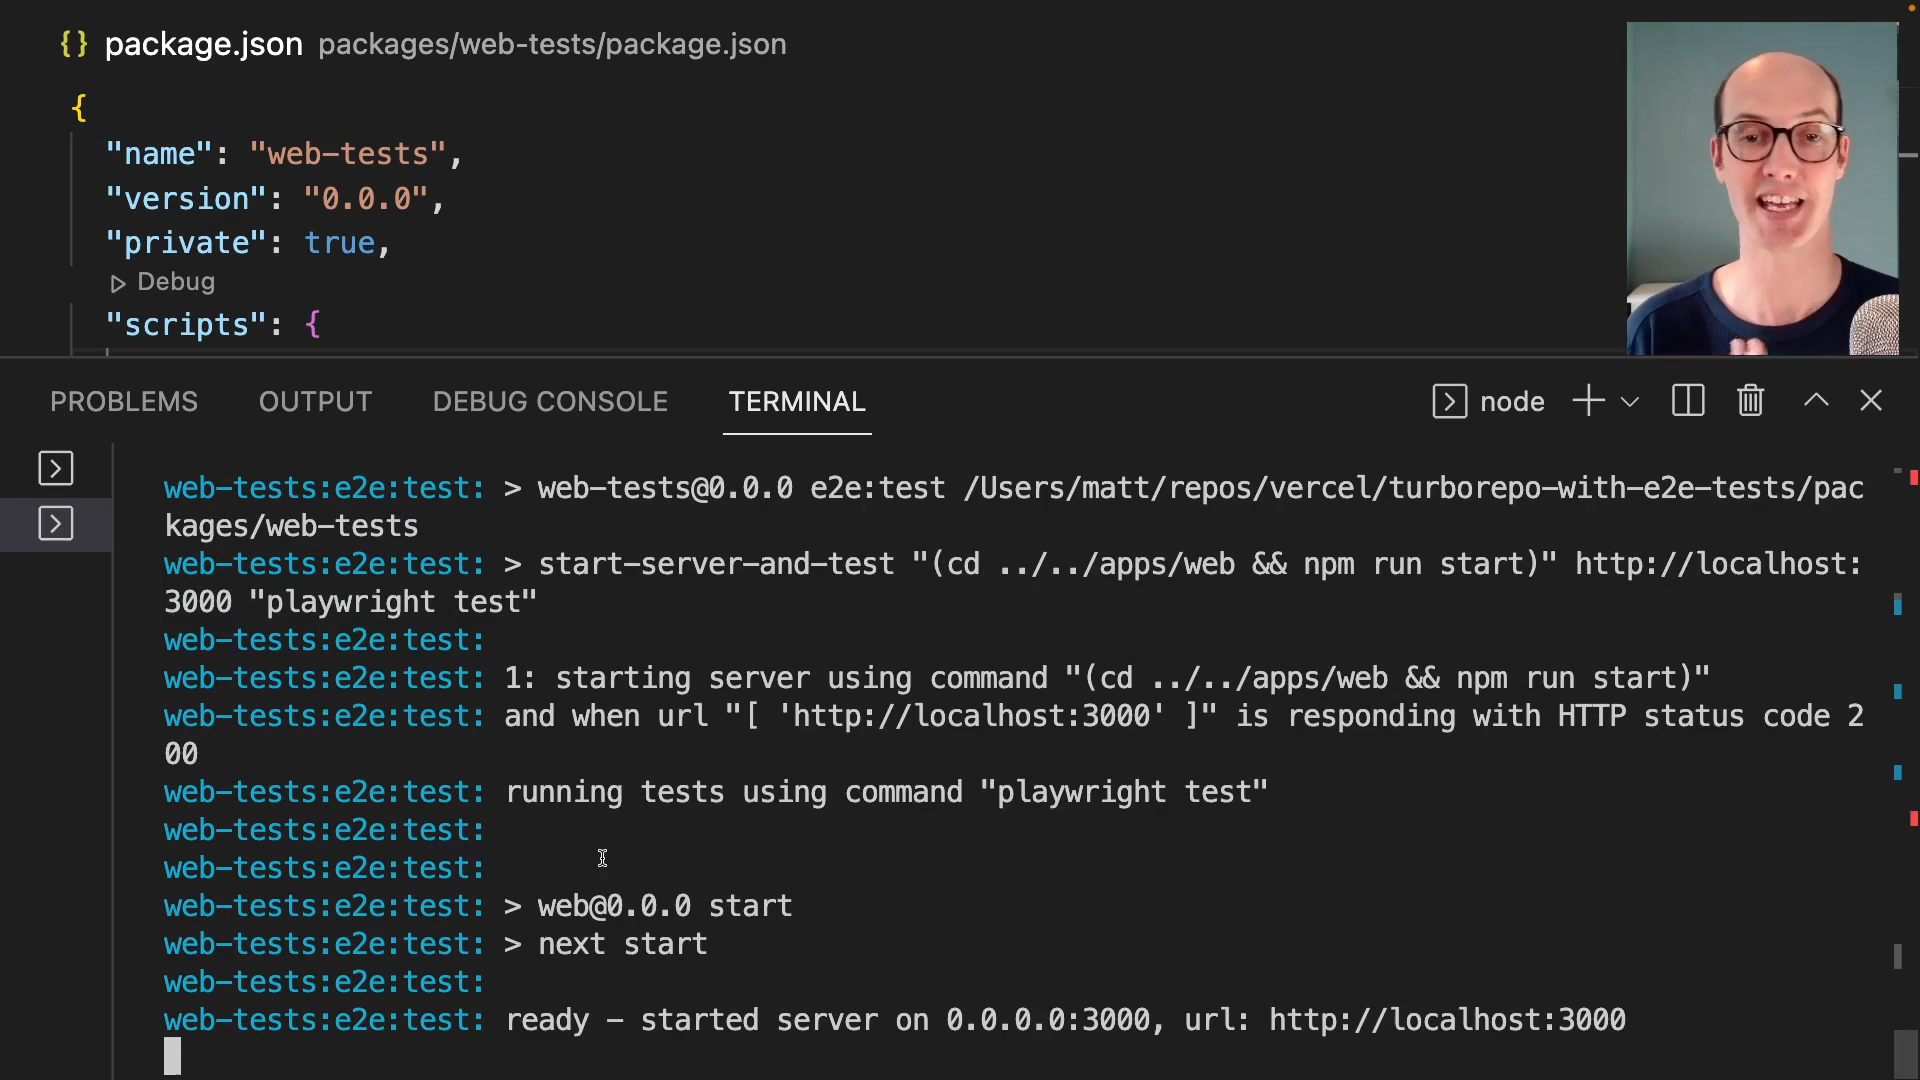 {} package.json packages/web-tests/package.json
{
"name": "web-tests",
"version": "0.0.0",
"private": true,
Debug
"scripts": {
PROBLEMS OUTPUT DEBUG CONSOLE TERMINAL node
web-tests:e2e:test: > web-tests@0.0.0 e2e:test /Users/matt/repos/vercel/turborepo-with-e2e-tests/pac
kages/web-tests
web-tests:e2e:test: > start-server-and-test "(cd ../../apps/web && npm run start)" http://localhost:
3000 "playwright test"
web-tests:e2e:test:
web-tests:e2e:test: 1: starting server using command "(cd ../../apps/web && npm run start)"
web-tests:e2e:test: and when url "[ 'http://localhost:3000' ]" is responding with HTTP status code 2
00
web-tests:e2e:test: running tests using command "playwright test"
web-tests:e2e:test:
web-tests:e2e:test:
web-tests:e2e:test: > web@0.0.0 start
web-tests:e2e:test: > next start
web-tests:e2e:test:
web-tests:e2e:test: ready - started server on 0.0.0.0:3000, url: http://localhost:3000